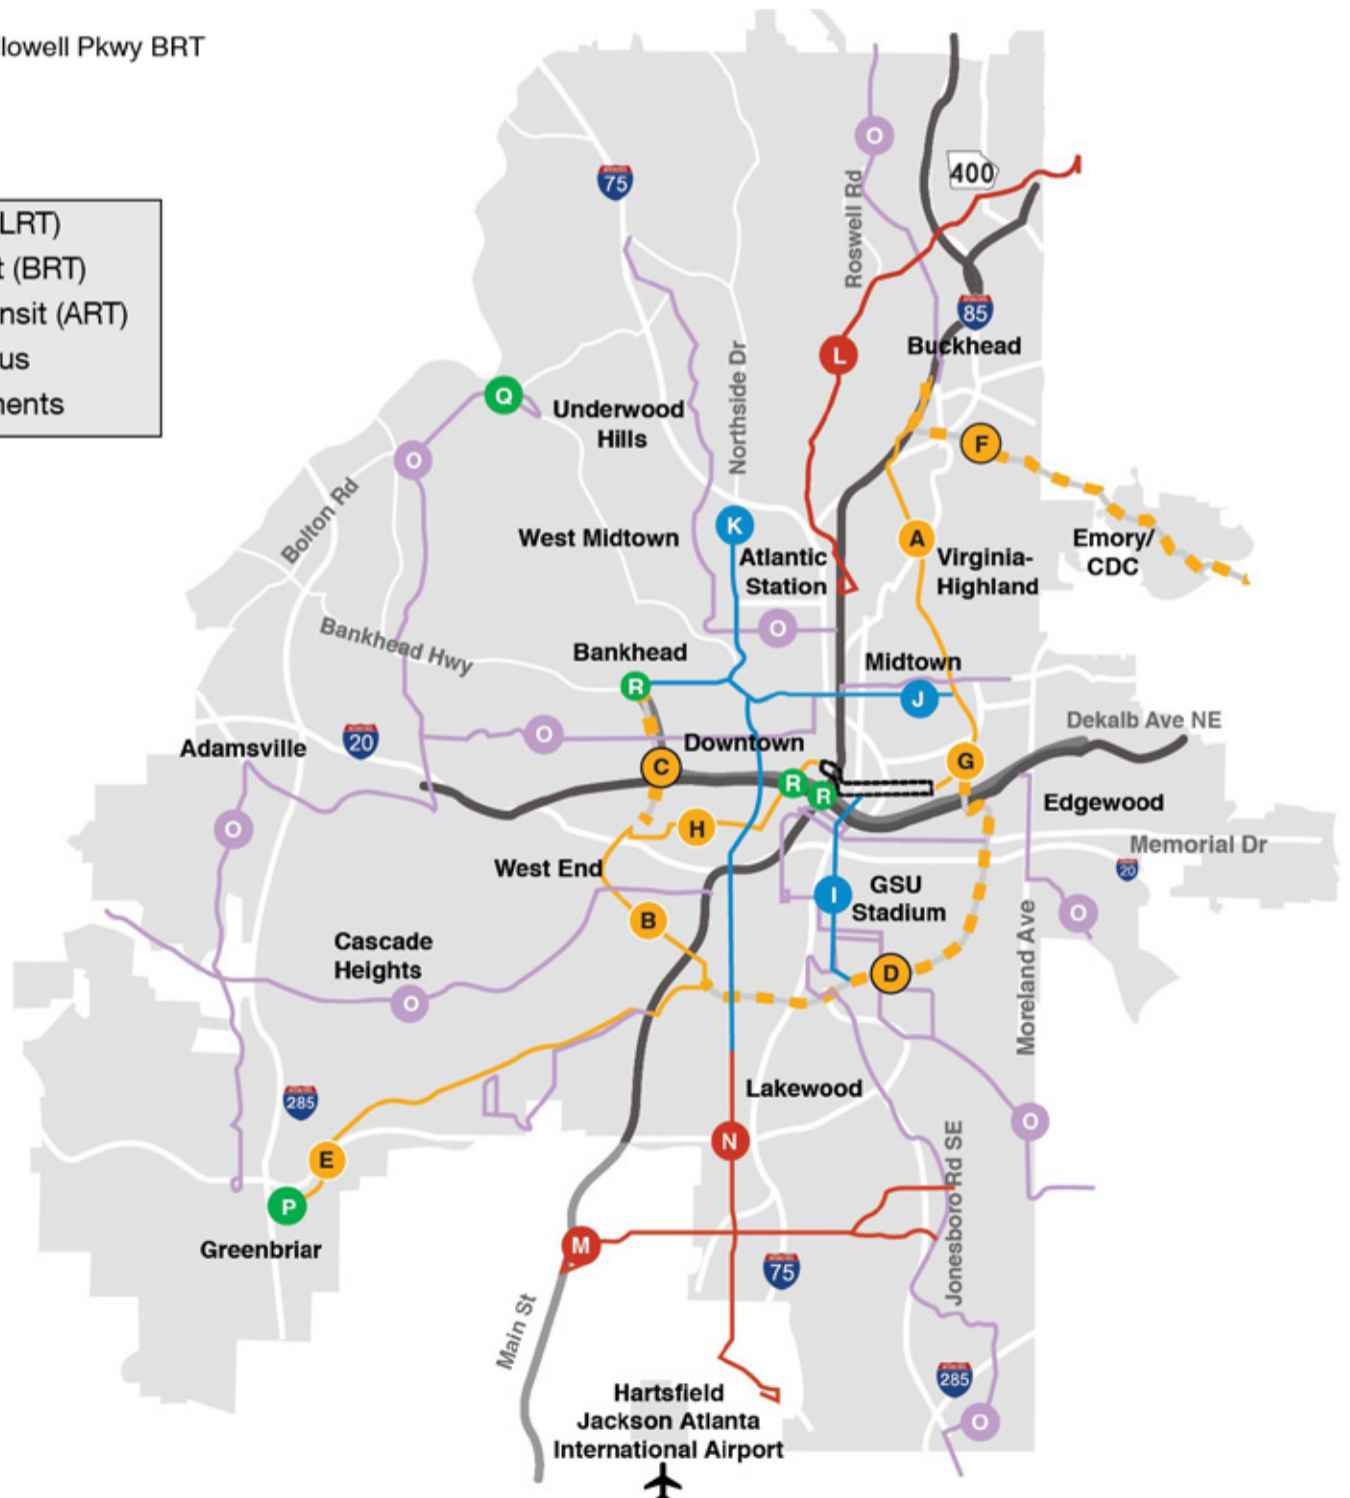 lowell Pkwy BRT
LRT)
t (BRT)
nsit (ART)
us
nents
75
400
O
Roswell Rd
85
Buckhead
L
Northside Dr
Q
Underwood
Hills
F
O
Bolton Rd
K
West Midtown
Atlantic
Station
A
Virginia-
Highland
Emory/
CDC
O
Bankhead Hwy
Bankhead
R
Midtown
J
Dekalb Ave NE
Adamsville
20
O
Downtown
C
G
R
R
Edgewood
O
H
Memorial Dr
20
West End
I
GSU
Stadium
B
O
Moreland Ave
Cascade
Heights
O
D
285
Lakewood
N
O
E
P
Greenbriar
M
Jonesboro Rd SE
75
Main St
285
O
Hartsfield
Jackson Atlanta
International Airport